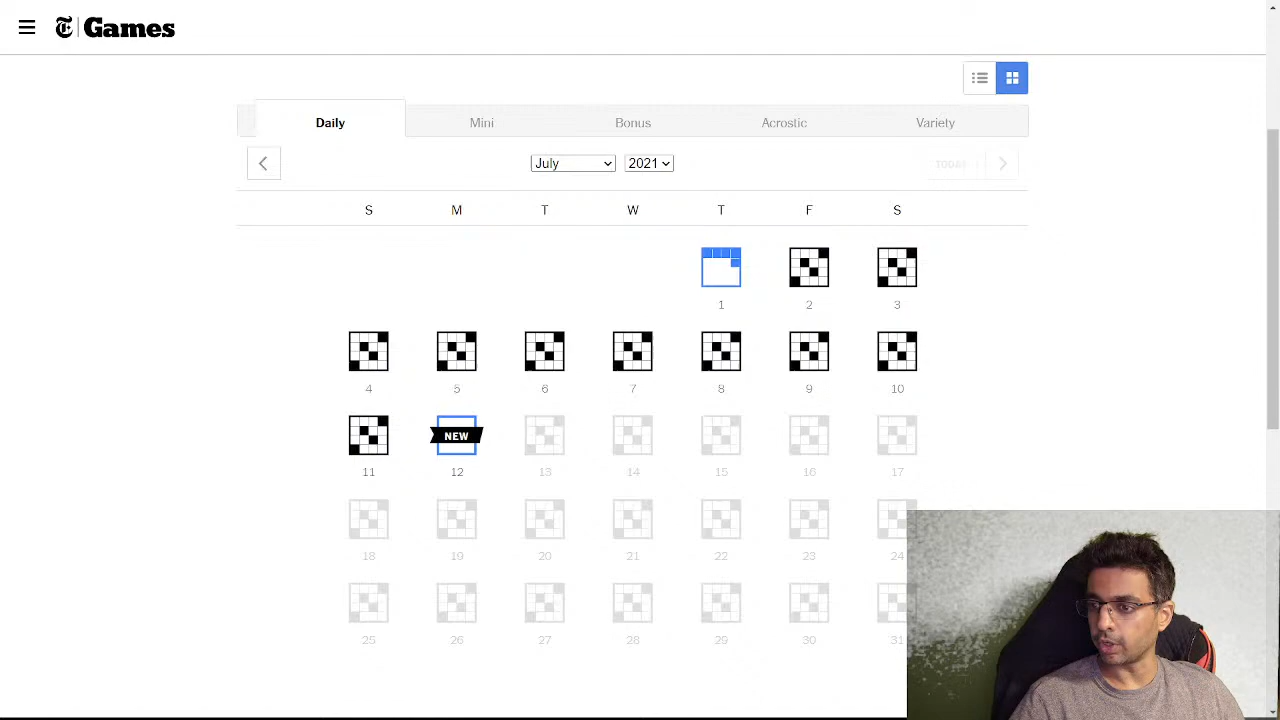 T Games
Daily Mini Bonus Acrostic Variety
July 2021 TODAY
S M T W T F S
1 2 3
4 5 6 7 8 9 10
NEW
11 12 13 14 15 16 17
18 19 20 21 22 23 24
25 26 27 28 29 30 31